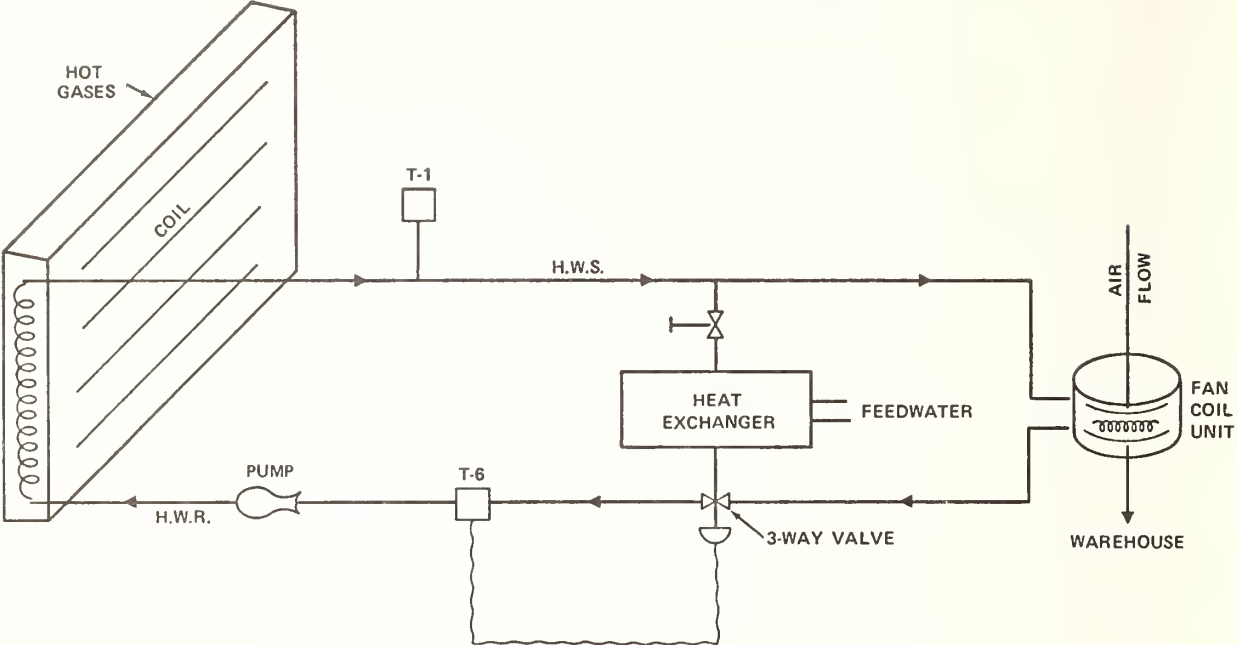 HOT
GASES
COIL
T-1
H.W.S.
AIR
FLOW
HEAT
EXCHANGER
FEEDWATER
FAN
COIL
UNIT
PUMP
T-6
H.W.R.
3-WAY VALVE
WAREHOUSE